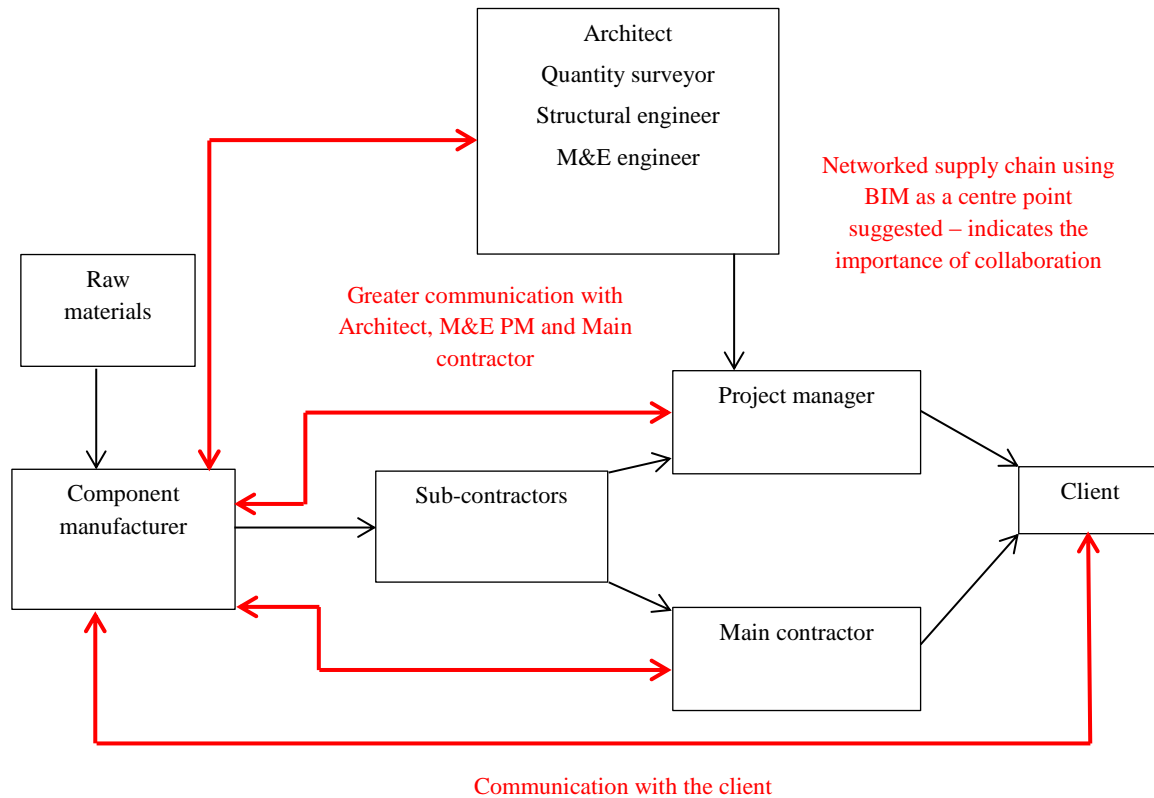 Architect
Quantity surveyor
Structural engineer
M&E engineer
Networked supply chain using
BIM as a centre point
suggested – indicates the
importance of collaboration
Raw
materials
Greater communication with
Architect, M&E PM and Main
contractor
Project manager
Component
manufacturer
Sub-contractors
Client
Main contractor
Communication with the client